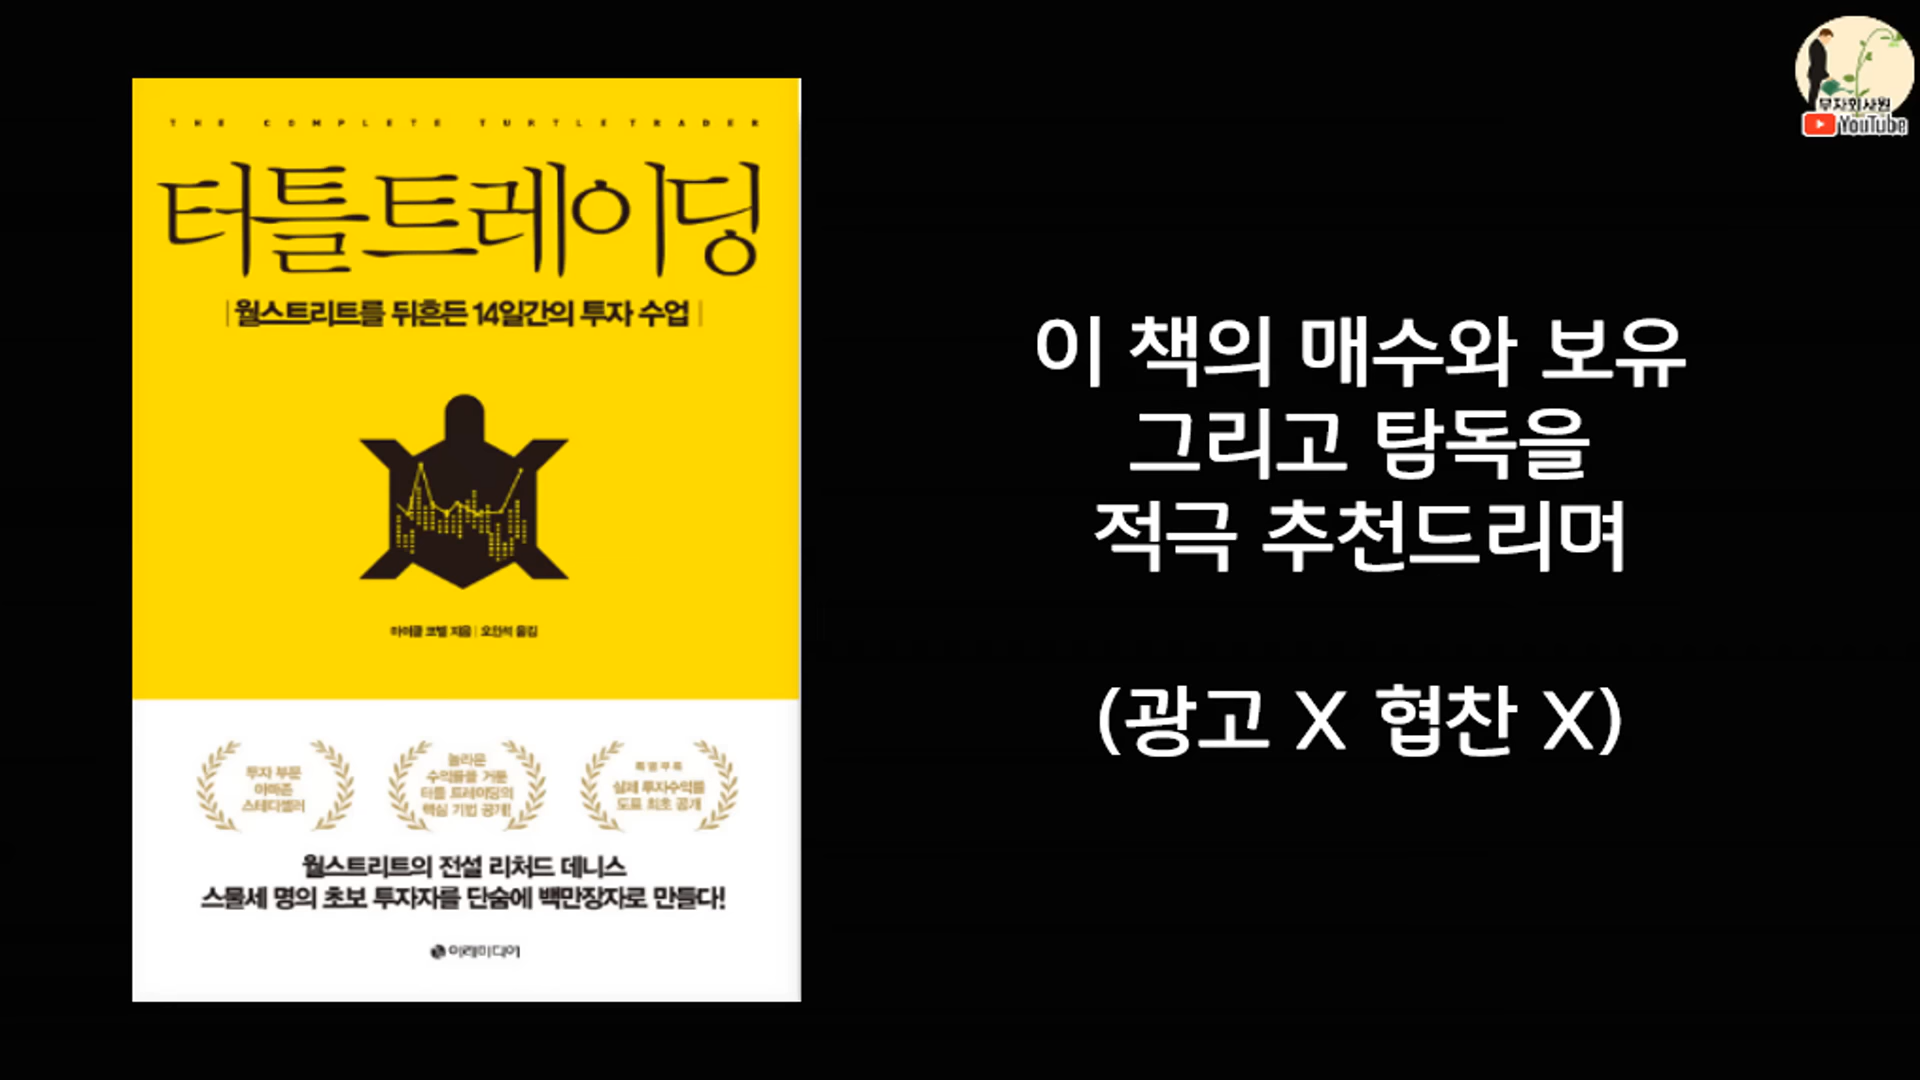 THE COMPLETE TURTLETRADER
터틀트레이딩
월스트리트를 뒤흔든 14일간의 투자 수업
마이클 코벨 지음 | 오인석 옮김
투자 부문
아마존
스테디셀러
놀라운
수익률을 거둔
터틀 트레이딩의
핵심 기법 공개!
특별부록
실제 투자수익률
도표 최초 공개
월스트리트의 전설 리처드 데니스
스물세 명의 초보 투자자를 단숨에 백만장자로 만들다!
이레미디어
이 책의 매수와 보유
그리고 탐독을
적극 추천드리며
(광고 X 협찬 X)
부자회사원
YouTube